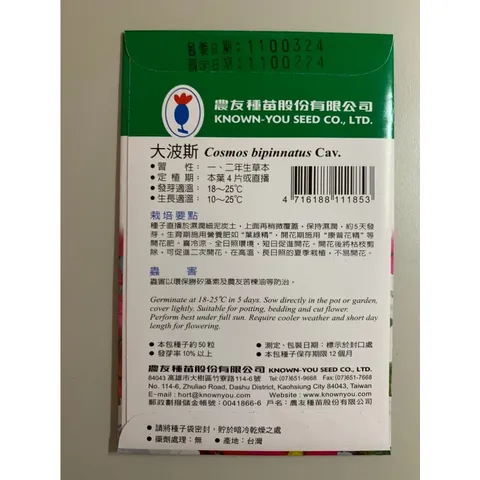 包裝日期：1100324
測定日期：1100224
農友種苗股份有限公司
KNOWN-YOU SEED CO., LTD.
大波斯 Cosmos bipinnatus Cav.
●習 性：一、二年生草本
●定植期：本葉4片或直播
●發芽適溫：18～25℃
●生長適溫：10～25℃
4 716188 111853
栽培要點
種子直播於濕潤細泥炭土，上面再稍微覆蓋，保持濕潤，約5天發
芽。生育期施用營養肥如“葉綠精”，開花期施用“康普花精”等
開花肥。喜冷涼、全日照環境，短日促進開花。開花後將枯枝剪
除，可促進二次開花。在高溫、長日照的夏季栽植，不易開花。
蟲 害
蟲害以環保勝矽藻素及農友苦楝油等防治。
Germinate at 18-25℃ in 5 days. Sow directly in the pot or garden,
cover lightly. Suitable for potting, bedding and cut flower.
Perform best under full sun. Require cooler weather and short day
length for flowering.
●本包種子約50粒
●測定、包裝日期：標示於封口處
●發芽率10%以上
●本包種子保存期限12個月
農友種苗股份有限公司
KNOWN-YOU SEED CO., LTD.
84043 高雄市大樹區竹寮路114-6號 Tel:(07)651-9668 Fax:(07)651-7668
No. 114-6, Zhuliao Road, Dashu District, Kaohsiung City 84043, Taiwan
E-mail : hort@knownyou.com Website : www.knownyou.com
郵政劃撥儲金帳號：0041866-6 戶名：農友種苗股份有限公司
●請將種子袋密封，貯於暗冷乾燥之處
●藥劑處理：無 ●產地：台灣